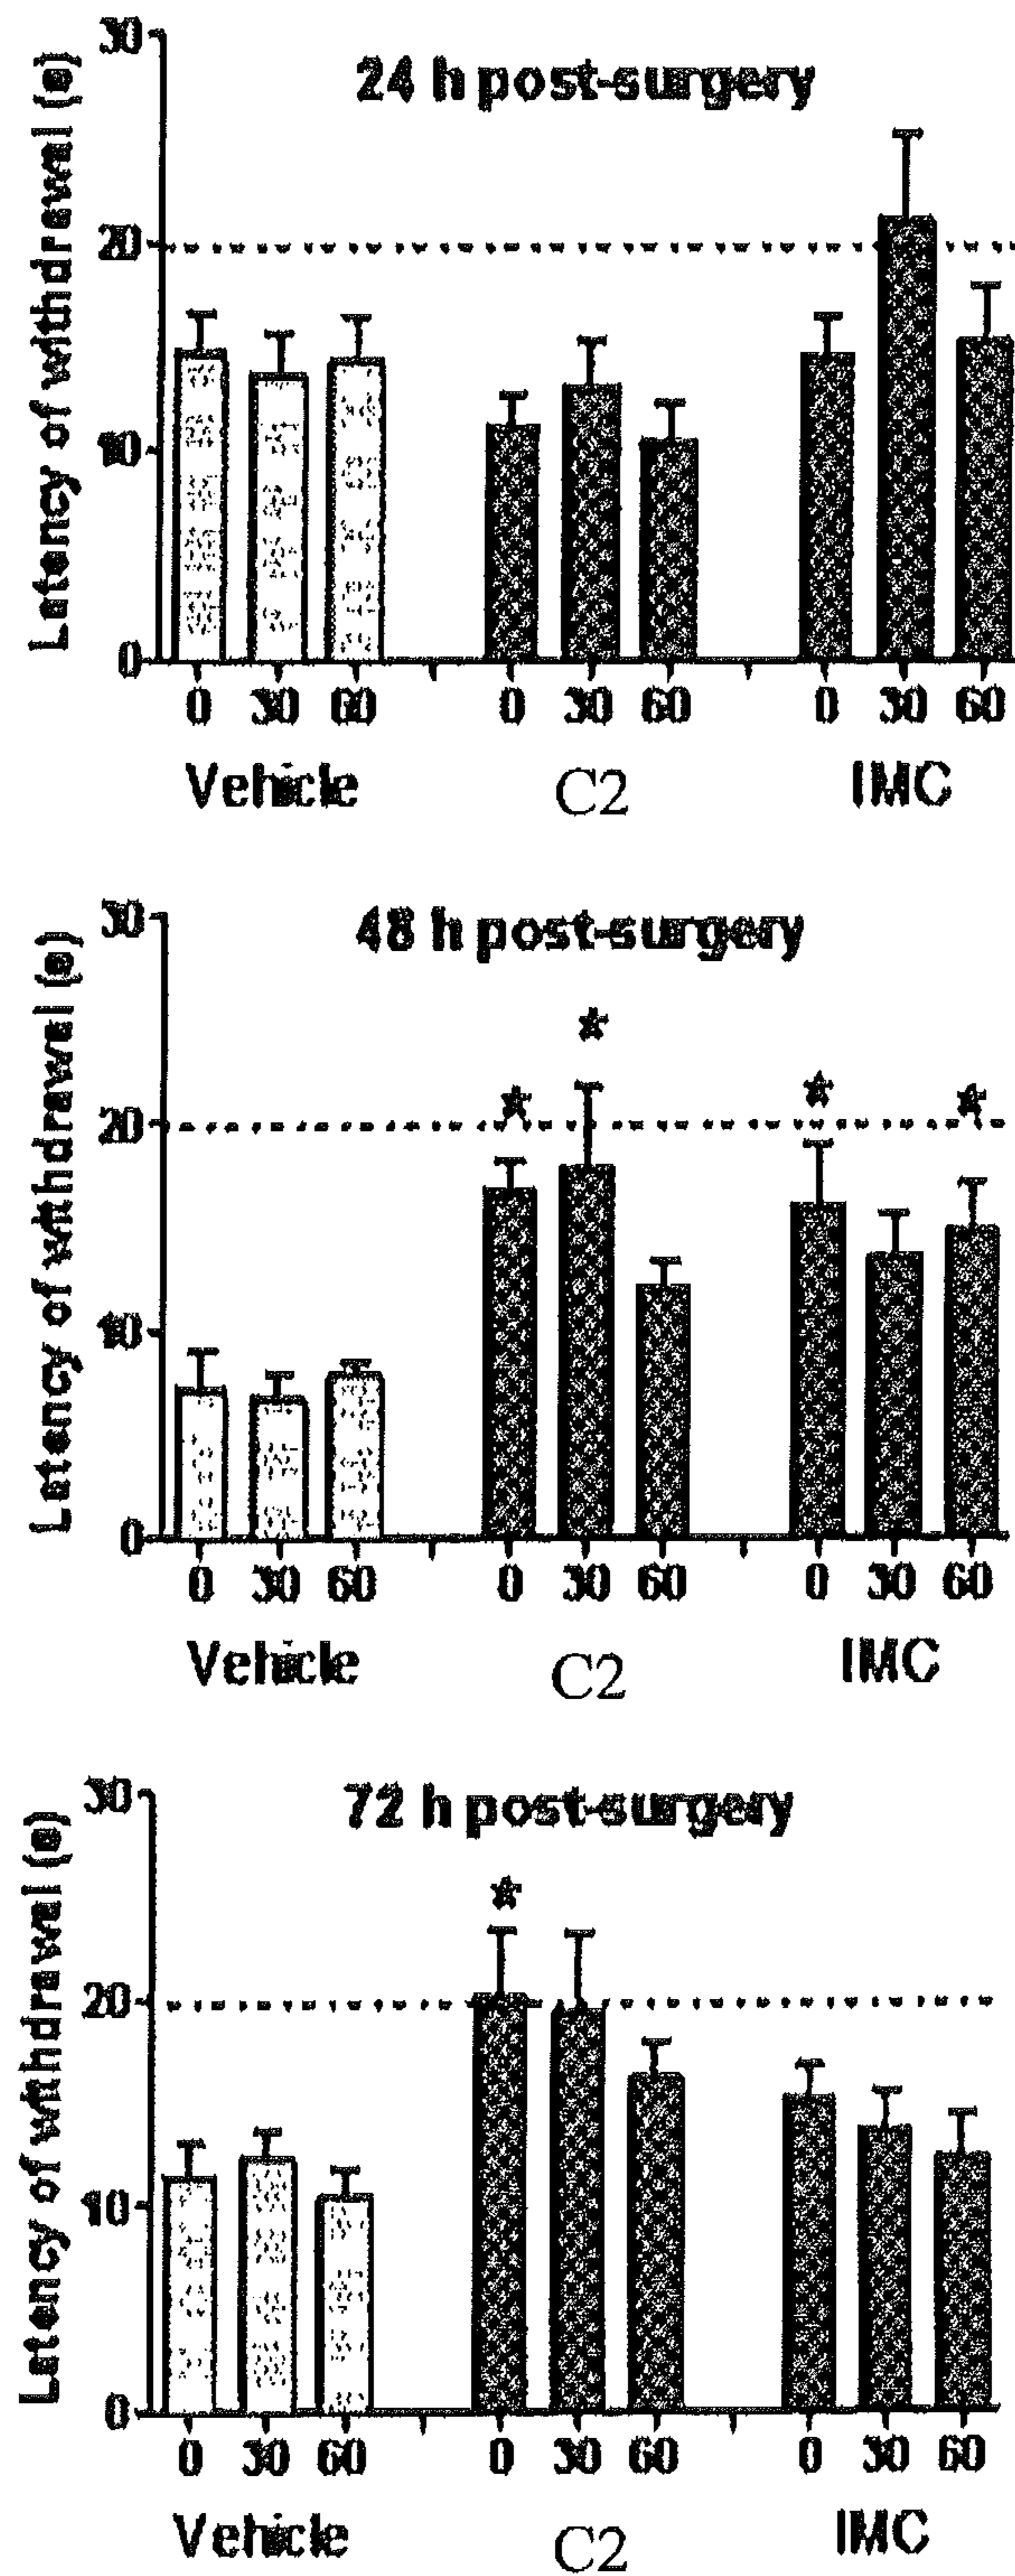 24 h post-surgery
Latency of withdrawal (s)
30
20
10
0
0 30 60 0 30 60 0 30 60
Vehicle C2 IMC
48 h post-surgery
Latency of withdrawal (s)
30
20
10
0
0 30 60 0 30 60 0 30 60
Vehicle C2 IMC
72 h post-surgery
Latency of withdrawal (s)
30
20
10
0
0 30 60 0 30 60 0 30 60
Vehicle C2 IMC